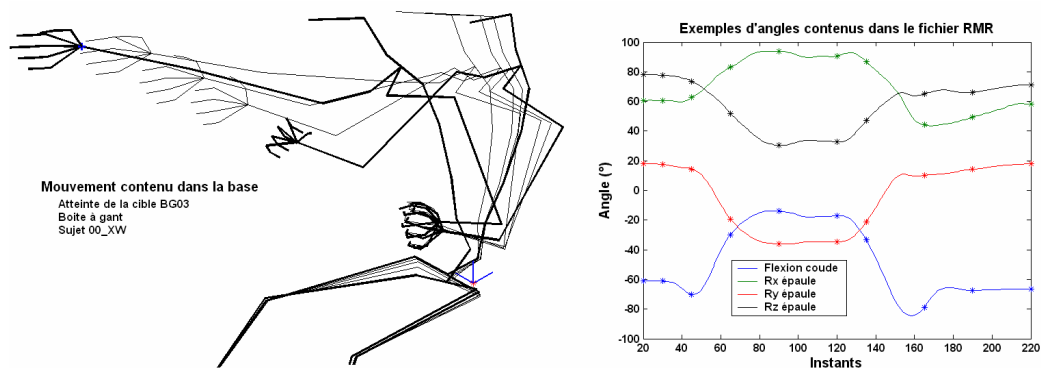 Mouvement contenu dans la base
Atteinte de la cible BG03
Boite à gant
Sujet 00_XW
Exemples d'angles contenus dans le fichier RMR
Angle (°)
100
80
60
40
20
0
-20
-40
-60
-80
-100
Flexion coude
Rx épaule
Ry épaule
Rz épaule
20 40 60 80 100 120 140 160 180 200 220
Instants